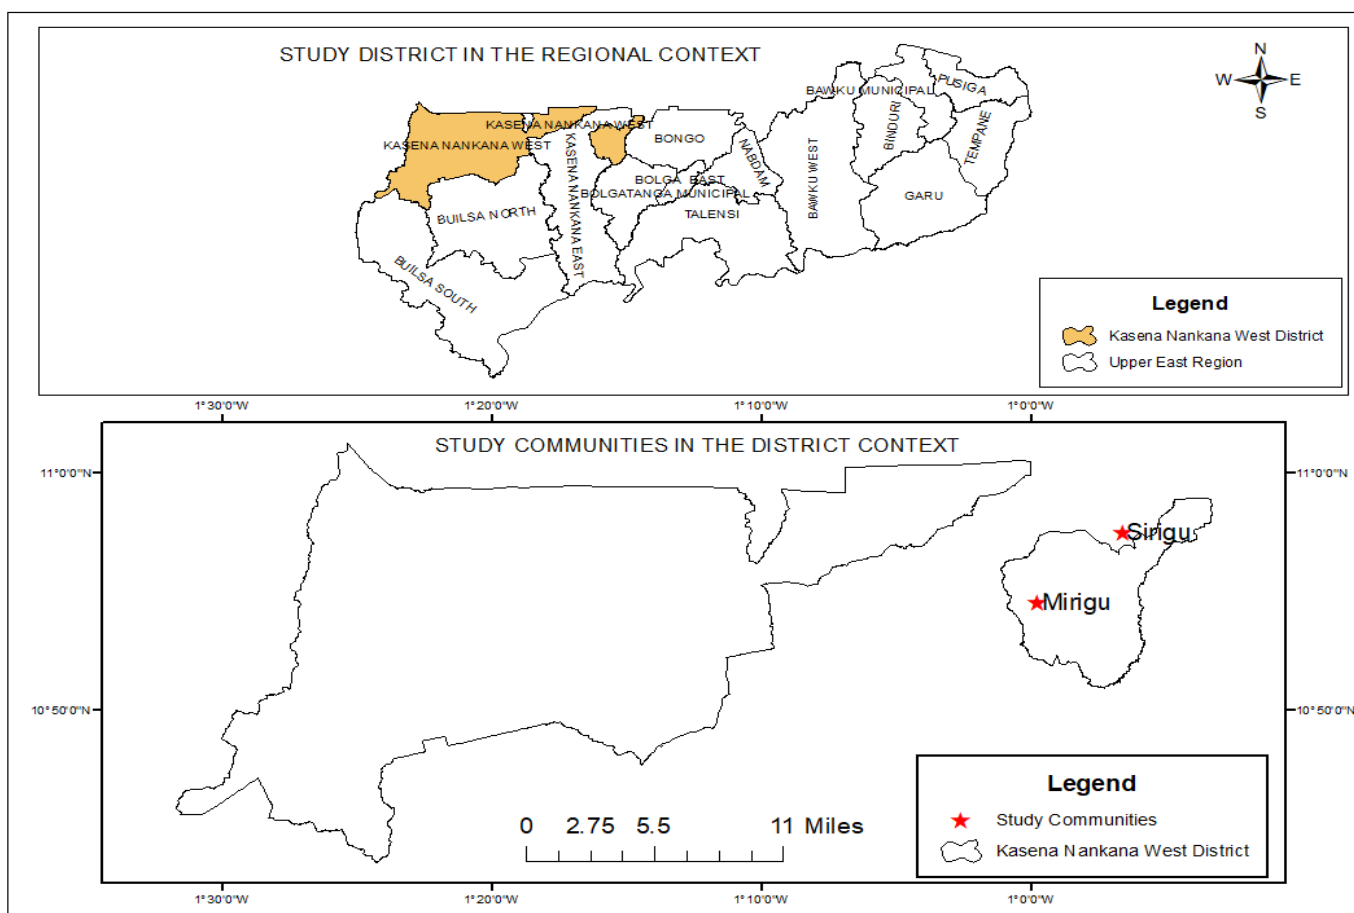 STUDY DISTRICT IN THE REGIONAL CONTEXT
N
W E
S
BAWKU MUNICIPAL
PUSIGA
KASENA NANKANA WEST
KASENA NANKANA WEST
BONGO
BINDURI
TEMPANE
NABDAM
KASENA NANKANA EAST
BOLGA EAST
BOLGATANGA MUNICIPAL
TALENSI
BAWKU WEST
GARU
BUILSA NORTH
BUILSA SOUTH
Legend
Kasena Nankana West District
Upper East Region
1°30'0"W 1°20'0"W 1°10'0"W 1°0'0"W
STUDY COMMUNITIES IN THE DISTRICT CONTEXT
11°0'0"N 11°0'0"N
Sirigu
Mirigu
10°50'0"N 10°50'0"N
Legend
Study Communities
Kasena Nankana West District
0 2.75 5.5 11 Miles
1°30'0"W 1°20'0"W 1°10'0"W 1°0'0"W